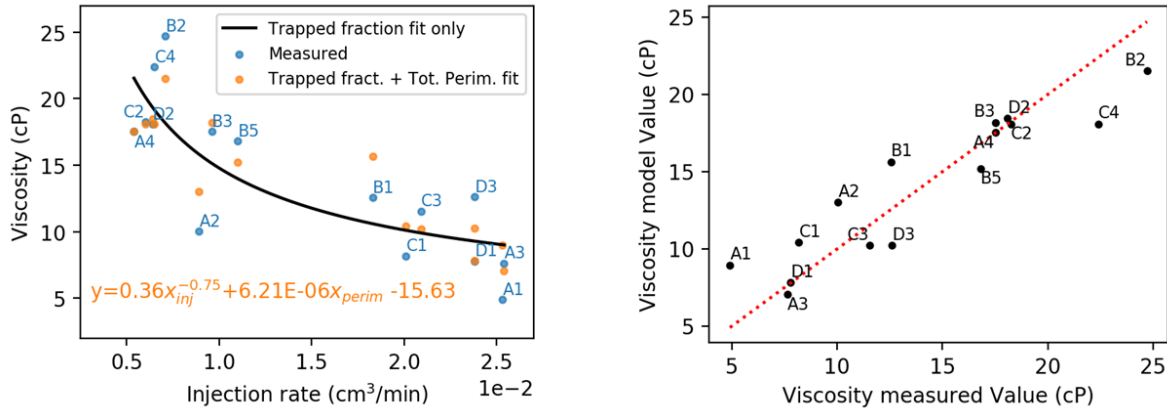 Trapped fraction fit only
Measured
Trapped fract. + Tot. Perim. fit
B2
C4
C2
D2
A4
B3
B5
A2
B1
C3
C1
D3
D1
A3
A1
y=0.36x_{inj}^{-0.75}+6.21E-06x_{perim} -15.63
25
20
15
10
5
Viscosity (cP)
0.5
1.0
1.5
2.0
2.5
1e−2
Injection rate (cm³/min)
B2
C4
D2
B3
C2
A4
B5
B1
A2
C1
C3
D3
A1
D1
A3
25
20
15
10
5
Viscosity model Value (cP)
5
10
15
20
25
Viscosity measured Value (cP)